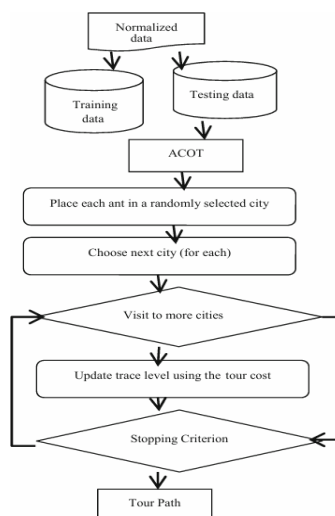 Normalized
data
Training
data
Testing data
ACOT
Place each ant in a randomly selected city
Choose next city (for each)
Visit to more cities
Update trace level using the tour cost
Stopping Criterion
Tour Path